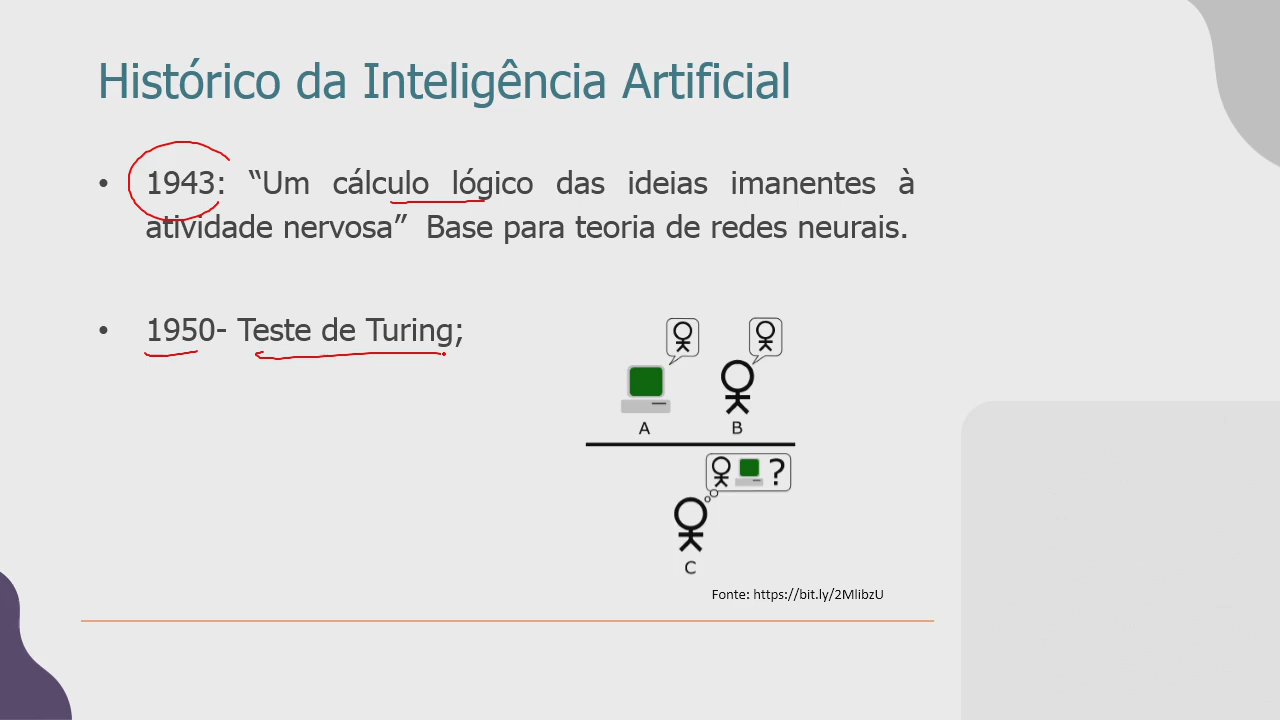 Histórico da Inteligência Artificial
• 1943: “Um cálculo lógico das ideias imanentes à
atividade nervosa” Base para teoria de redes neurais.
• 1950- Teste de Turing;
A
B
?
C
Fonte: https://bit.ly/2MlibzU